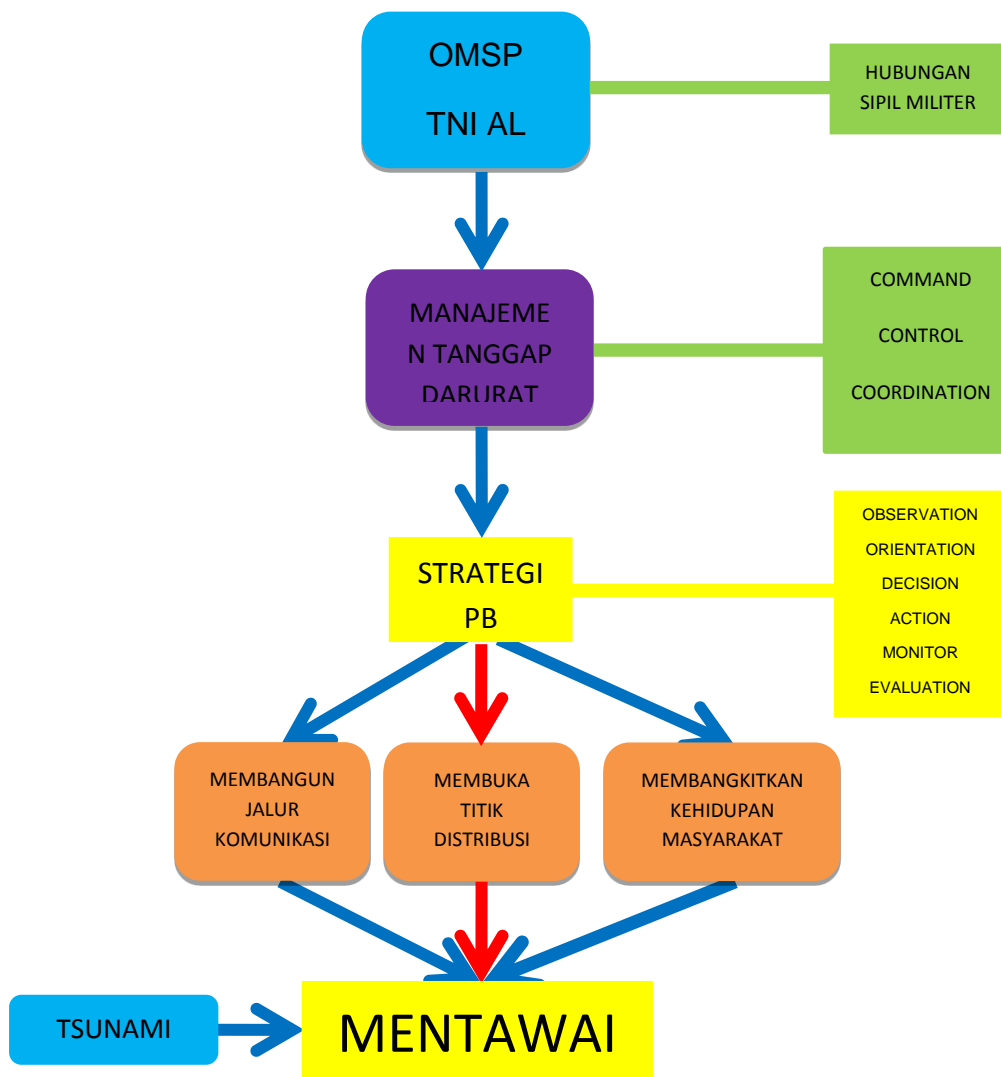 OMSP
TNI AL
HUBUNGAN
SIPIL MILITER
MANAJEME
N TANGGAP
DARURAT
COMMAND
CONTROL
COORDINATION
STRATEGI
PB
OBSERVATION
ORIENTATION
DECISION
ACTION
MONITOR
EVALUATION
MEMBANGUN
JALUR
KOMUNIKASI
MEMBUKA
TITIK
DISTRIBUSI
MEMBANGKITKAN
KEHIDUPAN
MASYARAKAT
TSUNAMI
MENTAWAI